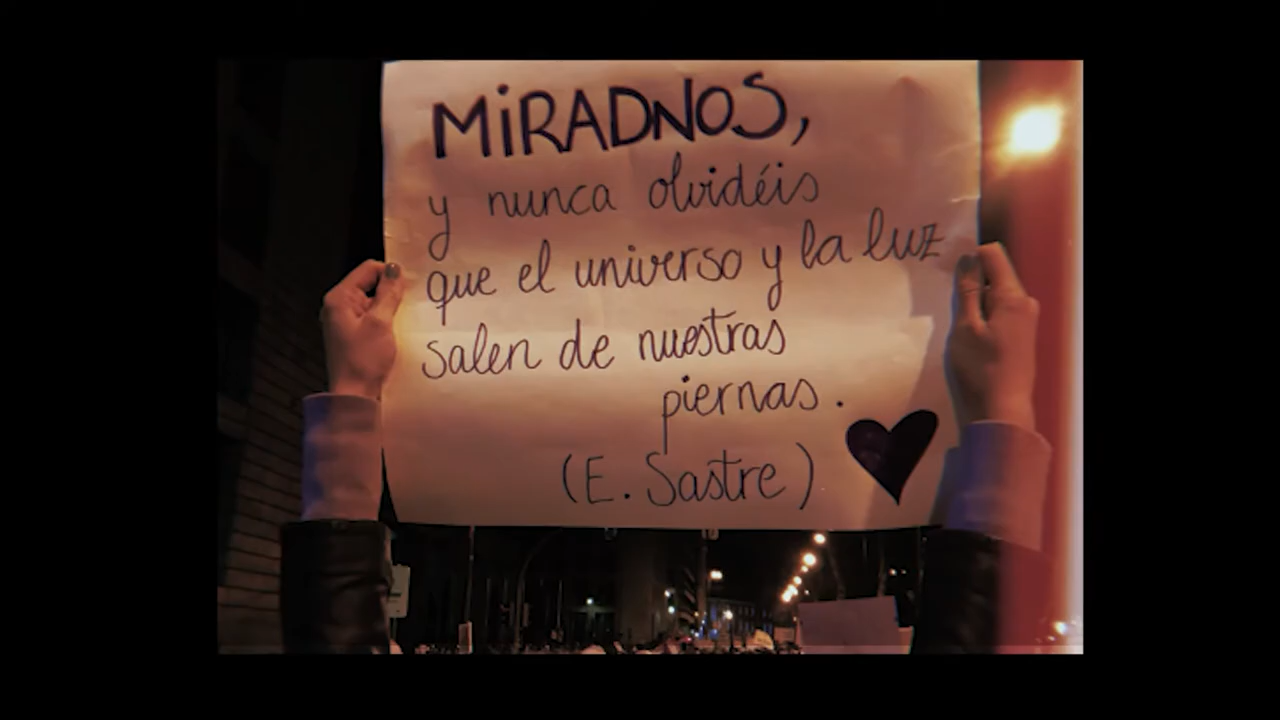 MiRADNOS,
y nunca olvidéis
que el universo y la luz
salen de nuestras
piernas.
(E. Sastre)